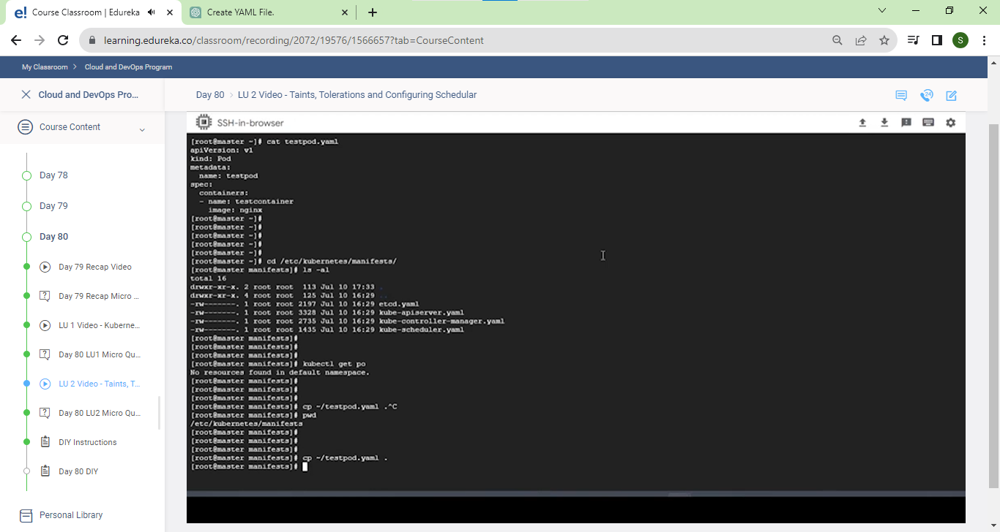 Course Classroom | Edureka
Create YAML File.
learning.edureka.co/classroom/recording/2072/19576/1566657?tab=CourseContent
S
My Classroom > Cloud and DevOps Program
Cloud and DevOps Pro...
Day 80 > LU 2 Video - Taints, Tolerations and Configuring Schedular
24
Course Content
Day 78
Day 79
Day 80
Day 79 Recap Video
Day 79 Recap Micro ...
LU 1 Video - Kuberne...
Day 80 LU1 Micro Qu...
LU 2 Video - Taints, T...
Day 80 LU2 Micro Qu...
DIY Instructions
Day 80 DIY
Personal Library
SSH-in-browser
[root@master ~]# cat testpod.yaml
apiVersion: v1
kind: Pod
metadata:
  name: testpod
spec:
  containers:
  - name: testcontainer
    image: nginx
[root@master ~]#
[root@master ~]#
[root@master ~]#
[root@master ~]#
[root@master ~]#
[root@master ~]# cd /etc/kubernetes/manifests/
[root@master manifests]# ls -al
total 16
drwxr-xr-x. 2 root root  113 Jul 10 17:33 .
drwxr-xr-x. 4 root root  125 Jul 10 16:29 ..
-rw-------. 1 root root 2197 Jul 10 16:29 etcd.yaml
-rw-------. 1 root root 3328 Jul 10 16:29 kube-apiserver.yaml
-rw-------. 1 root root 2735 Jul 10 16:29 kube-controller-manager.yaml
-rw-------. 1 root root 1435 Jul 10 16:29 kube-scheduler.yaml
[root@master manifests]#
[root@master manifests]#
[root@master manifests]#
[root@master manifests]# kubectl get po
No resources found in default namespace.
[root@master manifests]#
[root@master manifests]#
[root@master manifests]#
[root@master manifests]# cp ~/testpod.yaml .^C
[root@master manifests]# pwd
/etc/kubernetes/manifests
[root@master manifests]#
[root@master manifests]#
[root@master manifests]#
[root@master manifests]# cp ~/testpod.yaml .
[root@master manifests]#